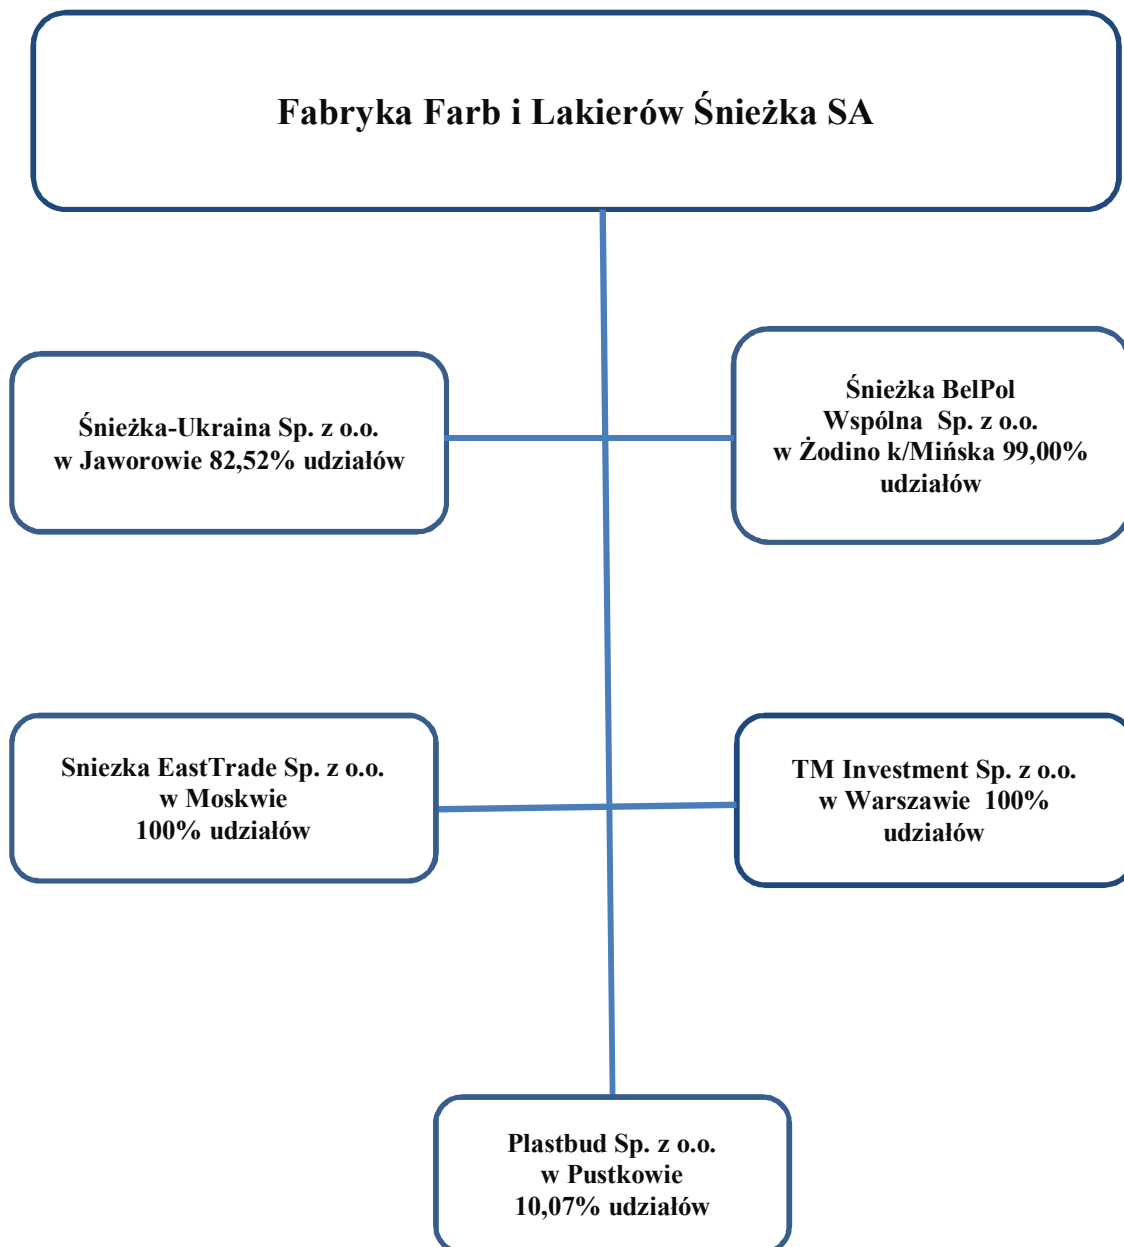 Fabryka Farb i Lakierów Śnieżka SA
Śnieżka-Ukraina Sp. z o.o.
w Jaworowie 82,52% udziałów
Śnieżka BelPol
Wspólna Sp. z o.o.
w Żodino k/Mińska 99,00%
udziałów
Sniezka EastTrade Sp. z o.o.
w Moskwie
100% udziałów
TM Investment Sp. z o.o.
w Warszawie 100%
udziałów
Plastbud Sp. z o.o.
w Pustkowie
10,07% udziałów